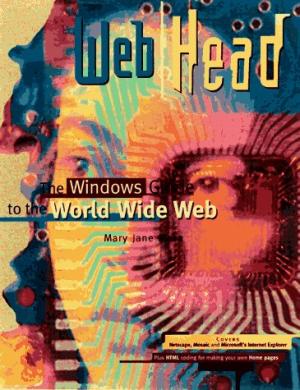 Web Head
The Windows Guide
to the World Wide Web
Mary Jane
Covers
Netscape, Mosaic and Microsoft's Internet Explorer
Plus HTML coding for making your own Home pages